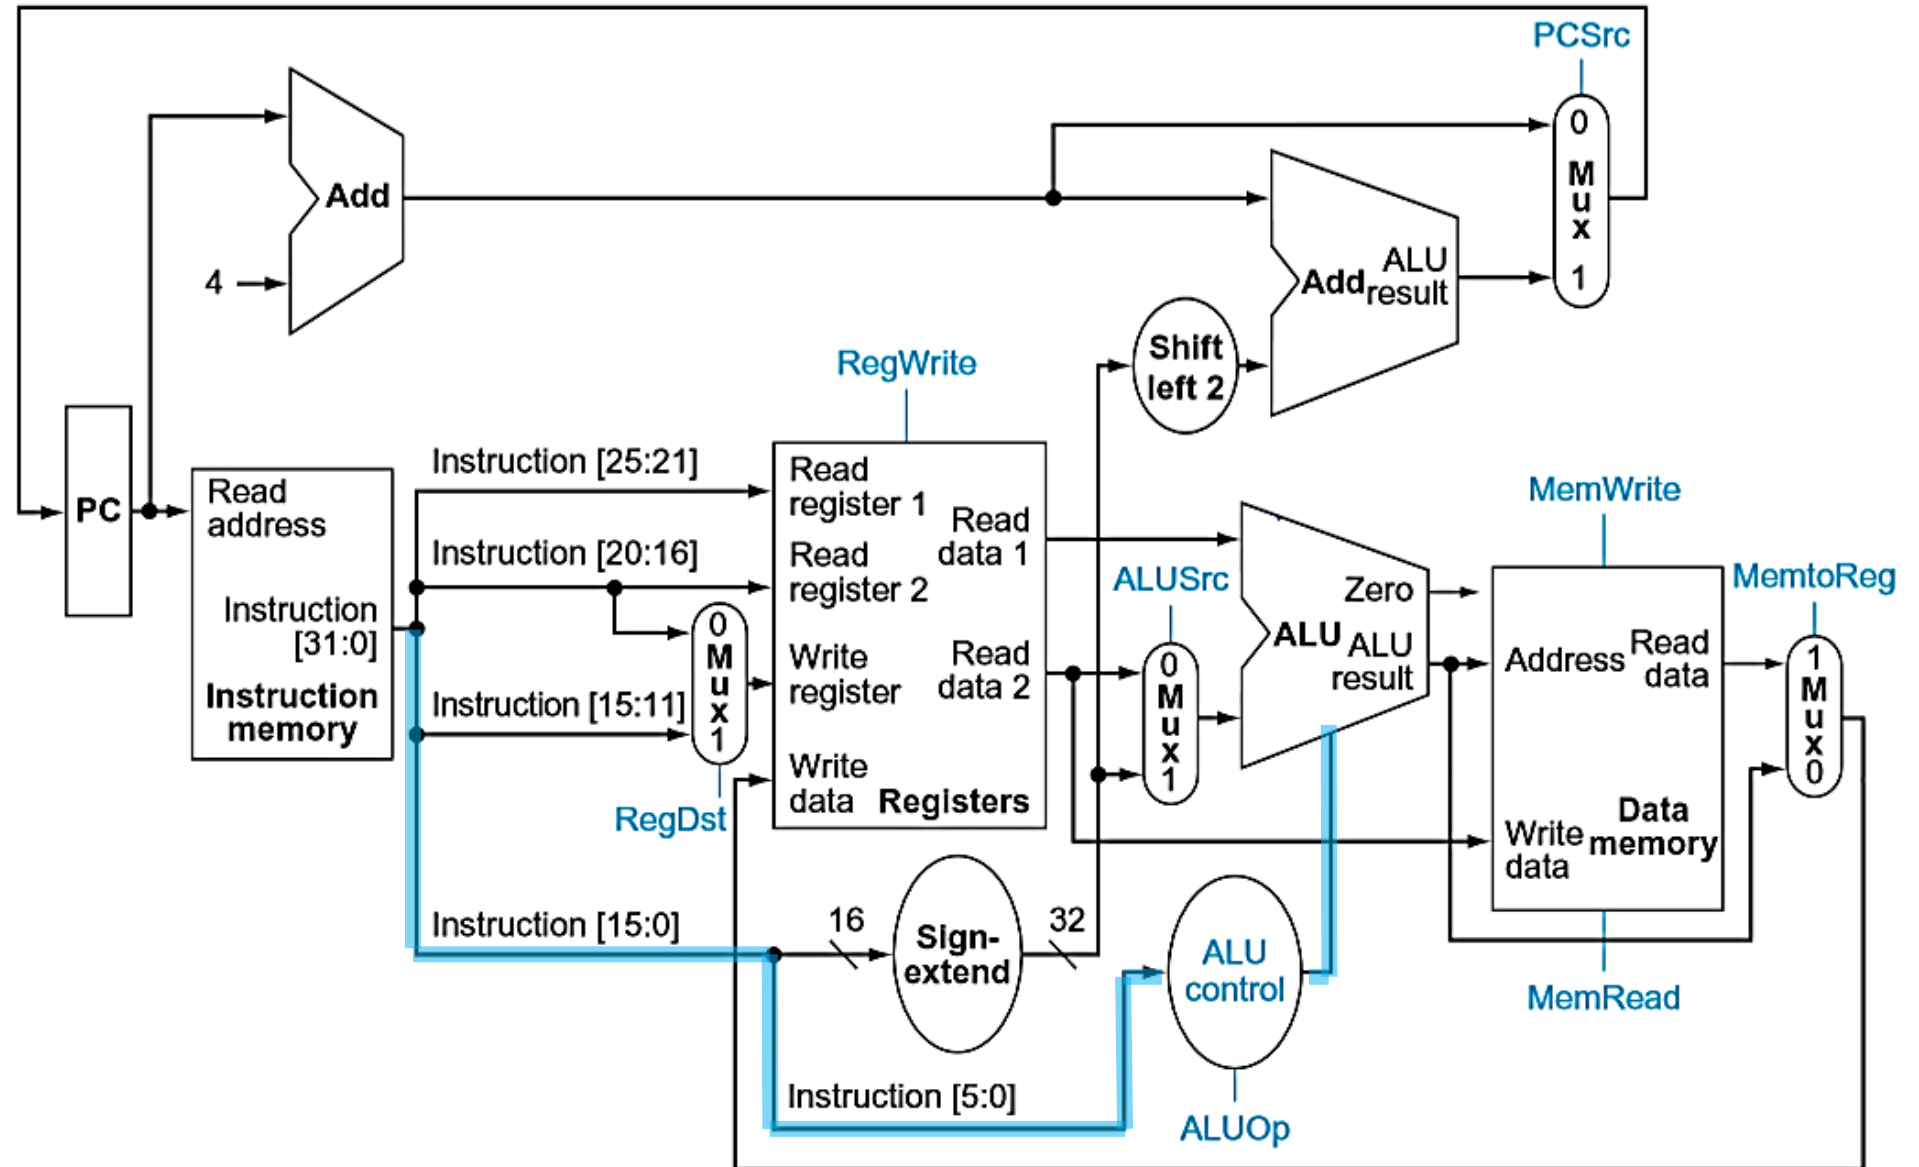 PCSrc
0
M
u
x
1
Add
4
Add
ALU
result
Shift
left 2
RegWrite
PC
Read
address
Instruction
[31:0]
Instruction
memory
Instruction [25:21]
Instruction [20:16]
Instruction [15:11]
0
M
u
x
1
RegDst
Read
register 1
Read
register 2
Write
register
Write
data
Read
data 1
Read
data 2
Registers
ALUSrc
0
M
u
x
1
Zero
ALU
ALU
result
MemWrite
Address
Read
data
Write
data
Data
memory
MemRead
MemtoReg
1
M
u
x
0
Instruction [15:0]
16
Sign-
extend
32
ALU
control
Instruction [5:0]
ALUOp